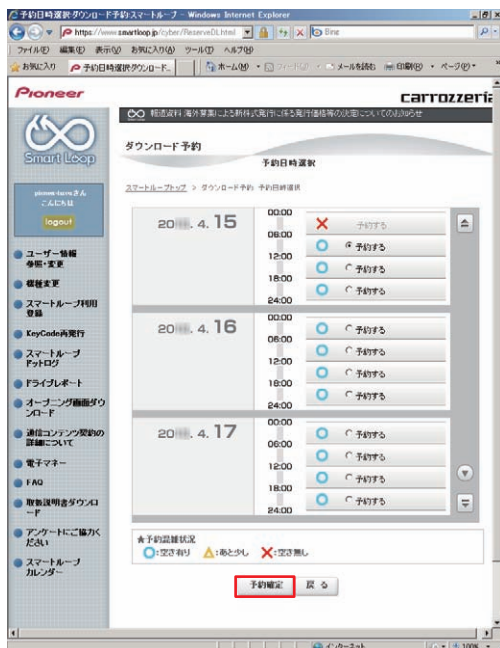 予約日時選択-ダウンロード予約:スマートループ - Windows Internet Explorer
https://www.smartloop.jp/cyber/ReserveDL.html
Bing
ファイル(F) 編集(E) 表示(V) お気に入り(A) ツール(T) ヘルプ(H)
お気に入り 予約日時選択-ダウンロード... ホーム(M) メールを読む 印刷(R) ページ(P)
Pioneer
carrozzeria
報道資料 海外募集による新株式発行に係る発行価格等の決定についてのお知らせ
Smart Loop
ダウンロード予約
予約日時選択
スマートループトップ > ダウンロード予約 予約日時選択
さん
こんにちは
logout
ユーザー情報
参照・変更
機種変更
スマートループ利用
登録
KeyCode再発行
スマートループ
ドットログ
ドライブレポート
オープニング画面ダウ
ンロード
通信コンテンツ契約の
詳細について
電子マネー
FAQ
取扱説明書ダウンロ
ード
アンケートにご協力く
ださい
スマートループ
カレンダー
20 . 4. 15
00:00
予約する
06:00
予約する
12:00
予約する
18:00
予約する
24:00
20 . 4. 16
00:00
予約する
06:00
予約する
12:00
予約する
18:00
予約する
24:00
20 . 4. 17
00:00
予約する
06:00
予約する
12:00
予約する
18:00
予約する
24:00
★予約混雑状況
:空き有り :あと少し :空き無し
予約確定 戻る
インターネット 100%